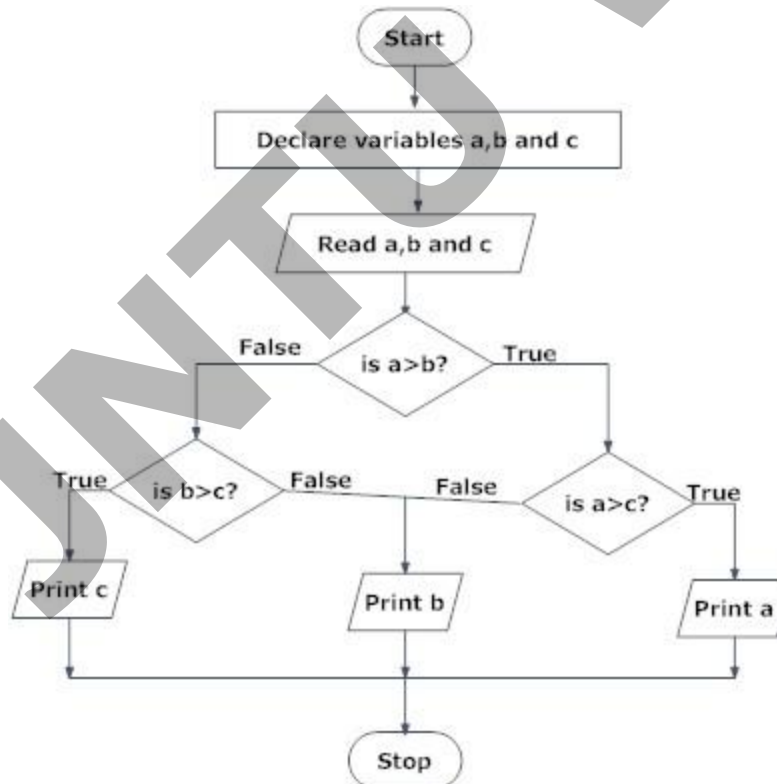 Start
Declare variables a,b and c
Read a,b and c
False
is a>b?
True
True
is b>c?
False
False
is a>c?
True
Print c
Print b
Print a
Stop
JNTU